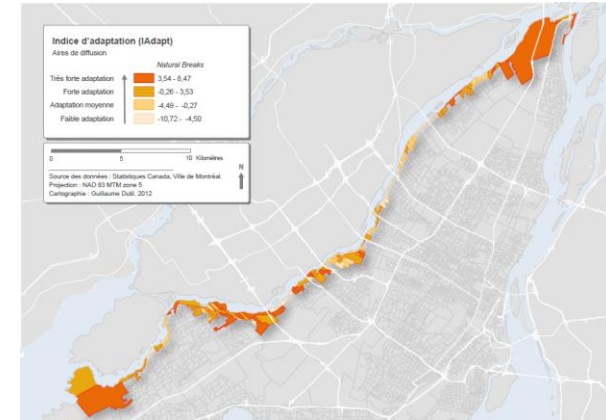 Indice d'adaptation (IAdapt)
Aires de diffusion
Natural Breaks
Très forte adaptation 3,54 - 8,47
Forte adaptation -0,26 - 3,53
Adaptation moyenne -4,49 - -0,27
Faible adaptation -10,72 - -4,50
0 5 10 Kilomètres
N
Source des données : Statistiques Canada, Ville de Montréal.
Projection : NAD 83 MTM zone 5
Cartographie : Guillaume Dulli, 2012